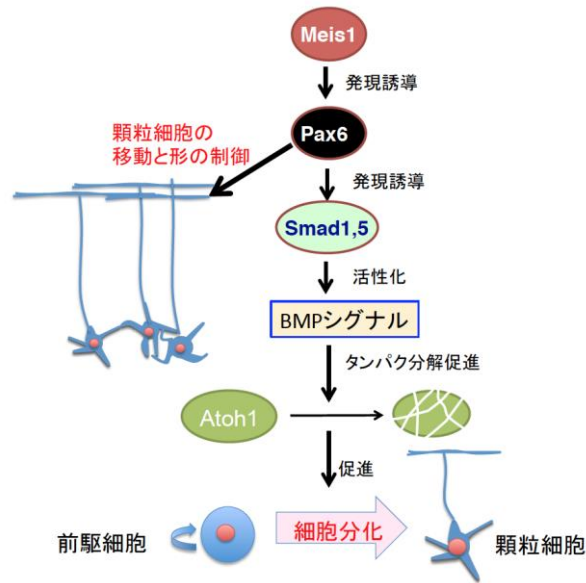 Meis1
発現誘導
Pax6
顆粒細胞の
移動と形の制御
発現誘導
Smad1,5
活性化
BMPシグナル
タンパク分解促進
Atoh1
促進
前駆細胞
細胞分化
顆粒細胞